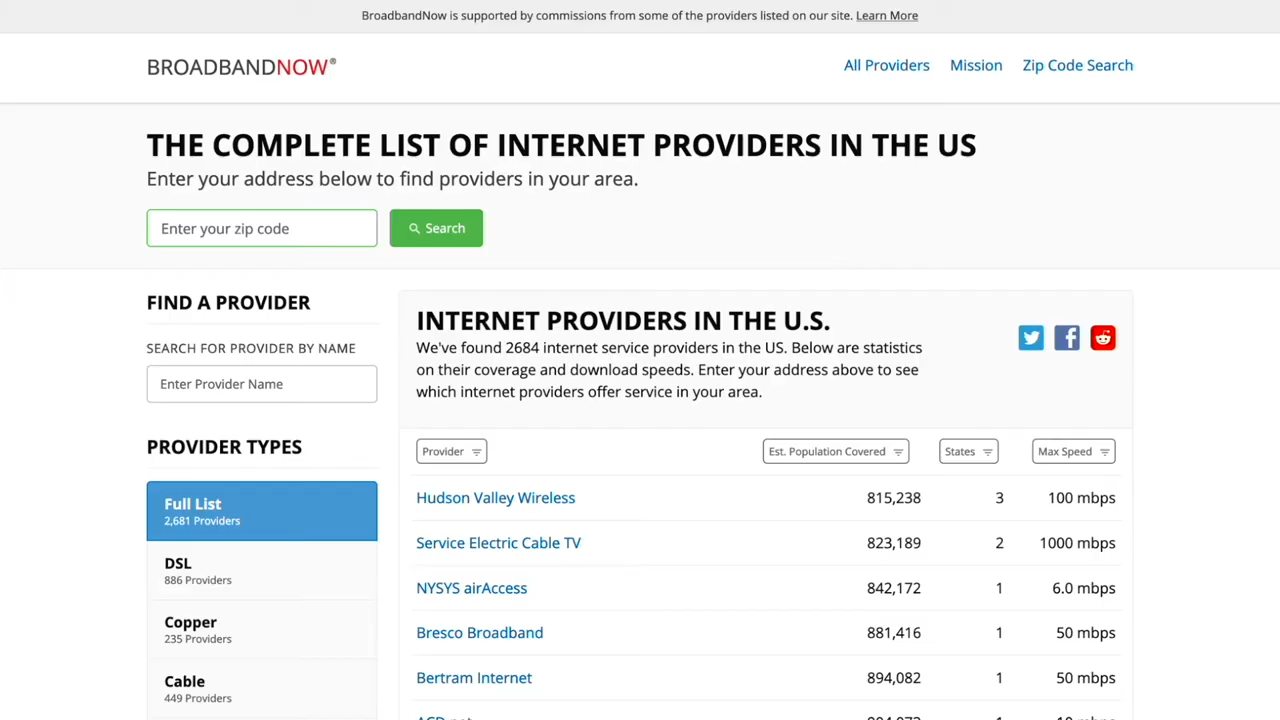 BroadbandNow is supported by commissions from some of the providers listed on our site. Learn More
BROADBANDNOW®
All Providers Mission Zip Code Search
THE COMPLETE LIST OF INTERNET PROVIDERS IN THE US
Enter your address below to find providers in your area.
Enter your zip code Search
FIND A PROVIDER
SEARCH FOR PROVIDER BY NAME
Enter Provider Name
PROVIDER TYPES
Full List
2,681 Providers
DSL
886 Providers
Copper
235 Providers
Cable
449 Providers
INTERNET PROVIDERS IN THE U.S.
We've found 2684 internet service providers in the US. Below are statistics
on their coverage and download speeds. Enter your address above to see
which internet providers offer service in your area.
Provider Est. Population Covered States Max Speed
Hudson Valley Wireless 815,238 3 100 mbps
Service Electric Cable TV 823,189 2 1000 mbps
NYSYS airAccess 842,172 1 6.0 mbps
Bresco Broadband 881,416 1 50 mbps
Bertram Internet 894,082 1 50 mbps